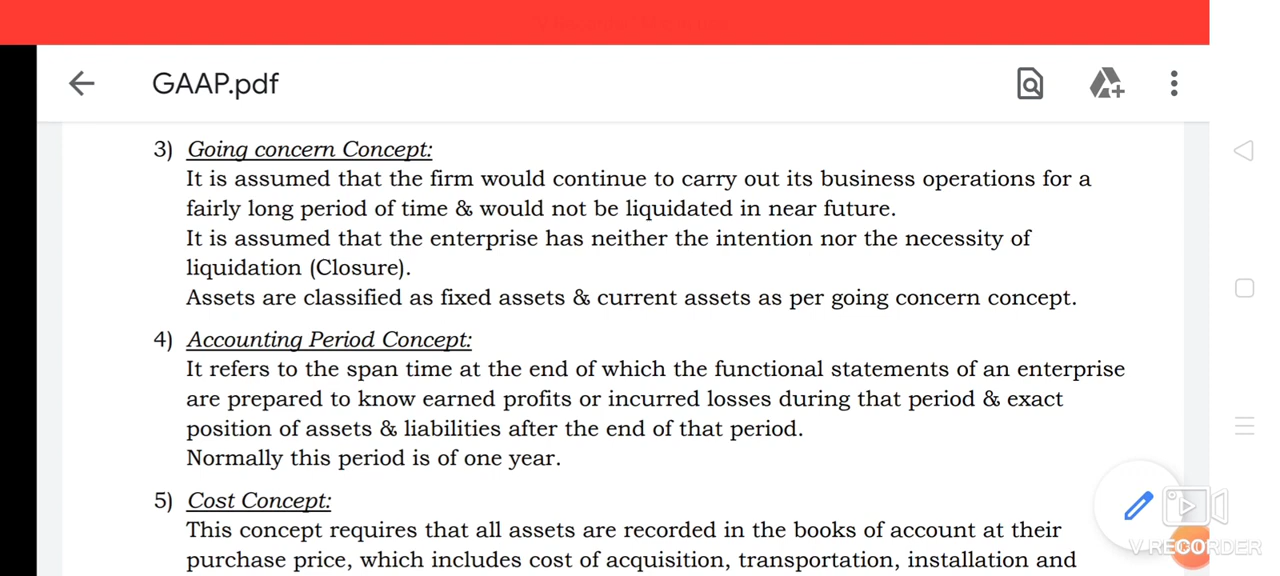 GAAP.pdf
3) Going concern Concept:
It is assumed that the firm would continue to carry out its business operations for a
fairly long period of time & would not be liquidated in near future.
It is assumed that the enterprise has neither the intention nor the necessity of
liquidation (Closure).
Assets are classified as fixed assets & current assets as per going concern concept.
4) Accounting Period Concept:
It refers to the span time at the end of which the functional statements of an enterprise
are prepared to know earned profits or incurred losses during that period & exact
position of assets & liabilities after the end of that period.
Normally this period is of one year.
5) Cost Concept:
This concept requires that all assets are recorded in the books of account at their
purchase price, which includes cost of acquisition, transportation, installation and
V RECORDER